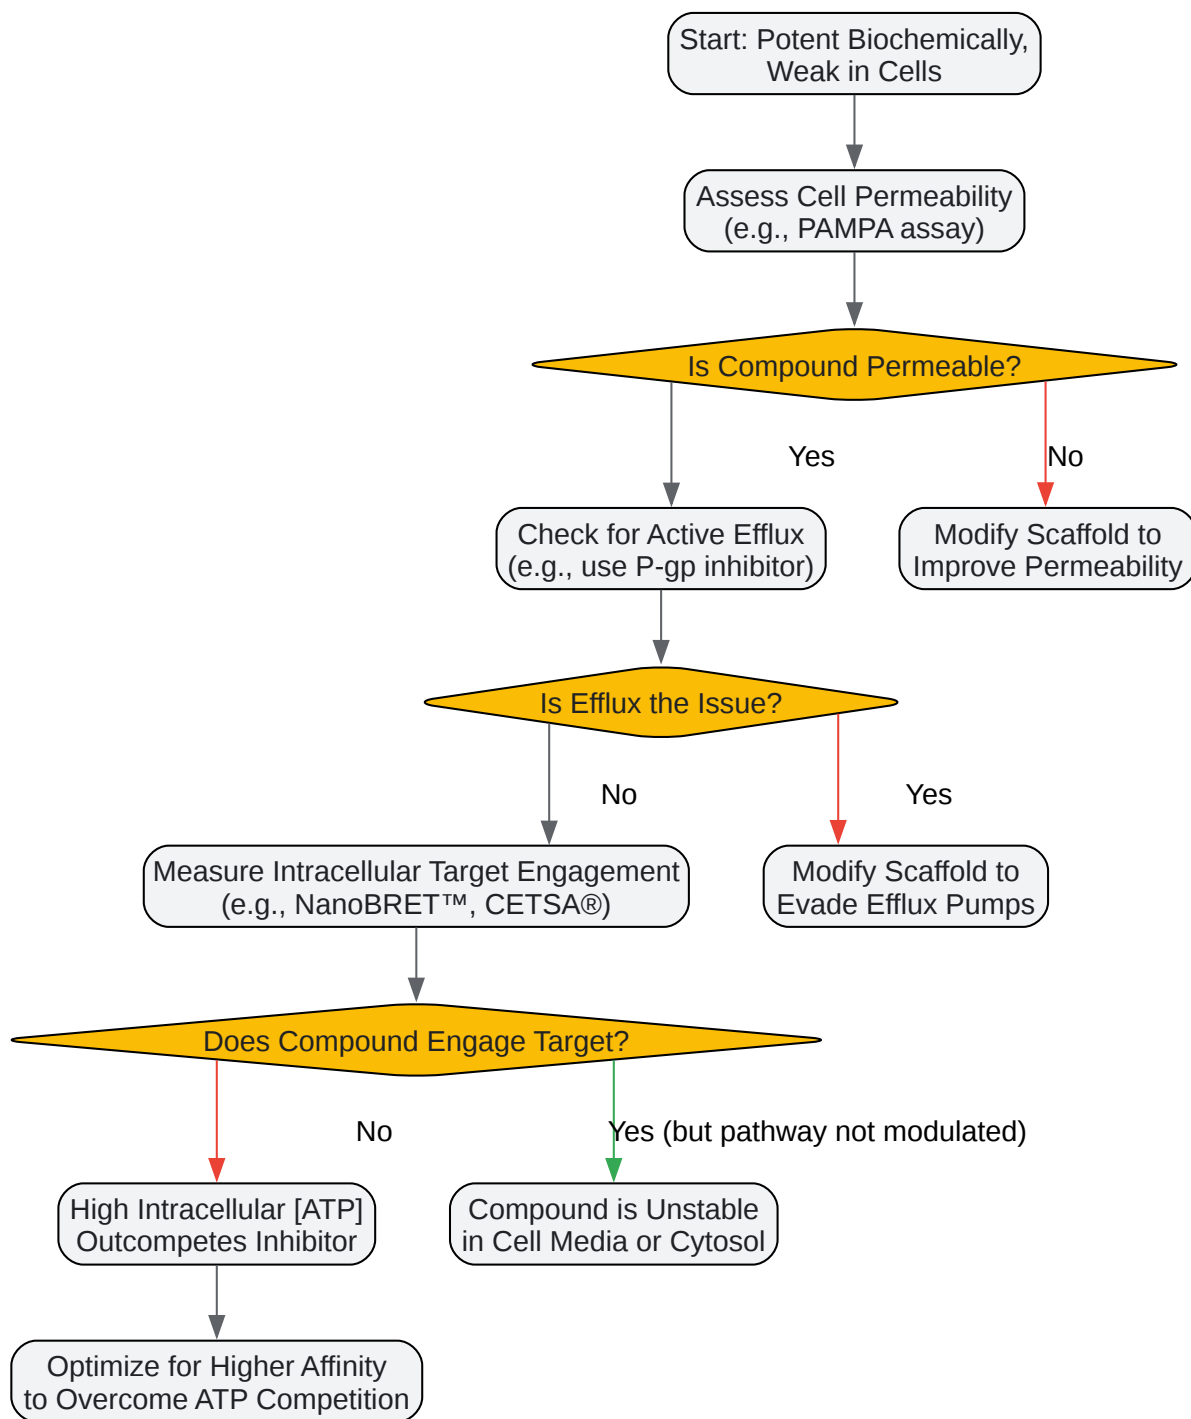 Start: Potent Biochemically,
Weak in Cells
Assess Cell Permeability
(e.g., PAMPA assay)
Is Compound Permeable?
Yes
No
Check for Active Efflux
(e.g., use P-gp inhibitor)
Modify Scaffold to
Improve Permeability
Is Efflux the Issue?
No
Yes
Measure Intracellular Target Engagement
(e.g., NanoBRET™, CETSA®)
Modify Scaffold to
Evade Efflux Pumps
Does Compound Engage Target?
No
Yes (but pathway not modulated)
High Intracellular [ATP]
Outcompetes Inhibitor
Compound is Unstable
in Cell Media or Cytosol
Optimize for Higher Affinity
to Overcome ATP Competition